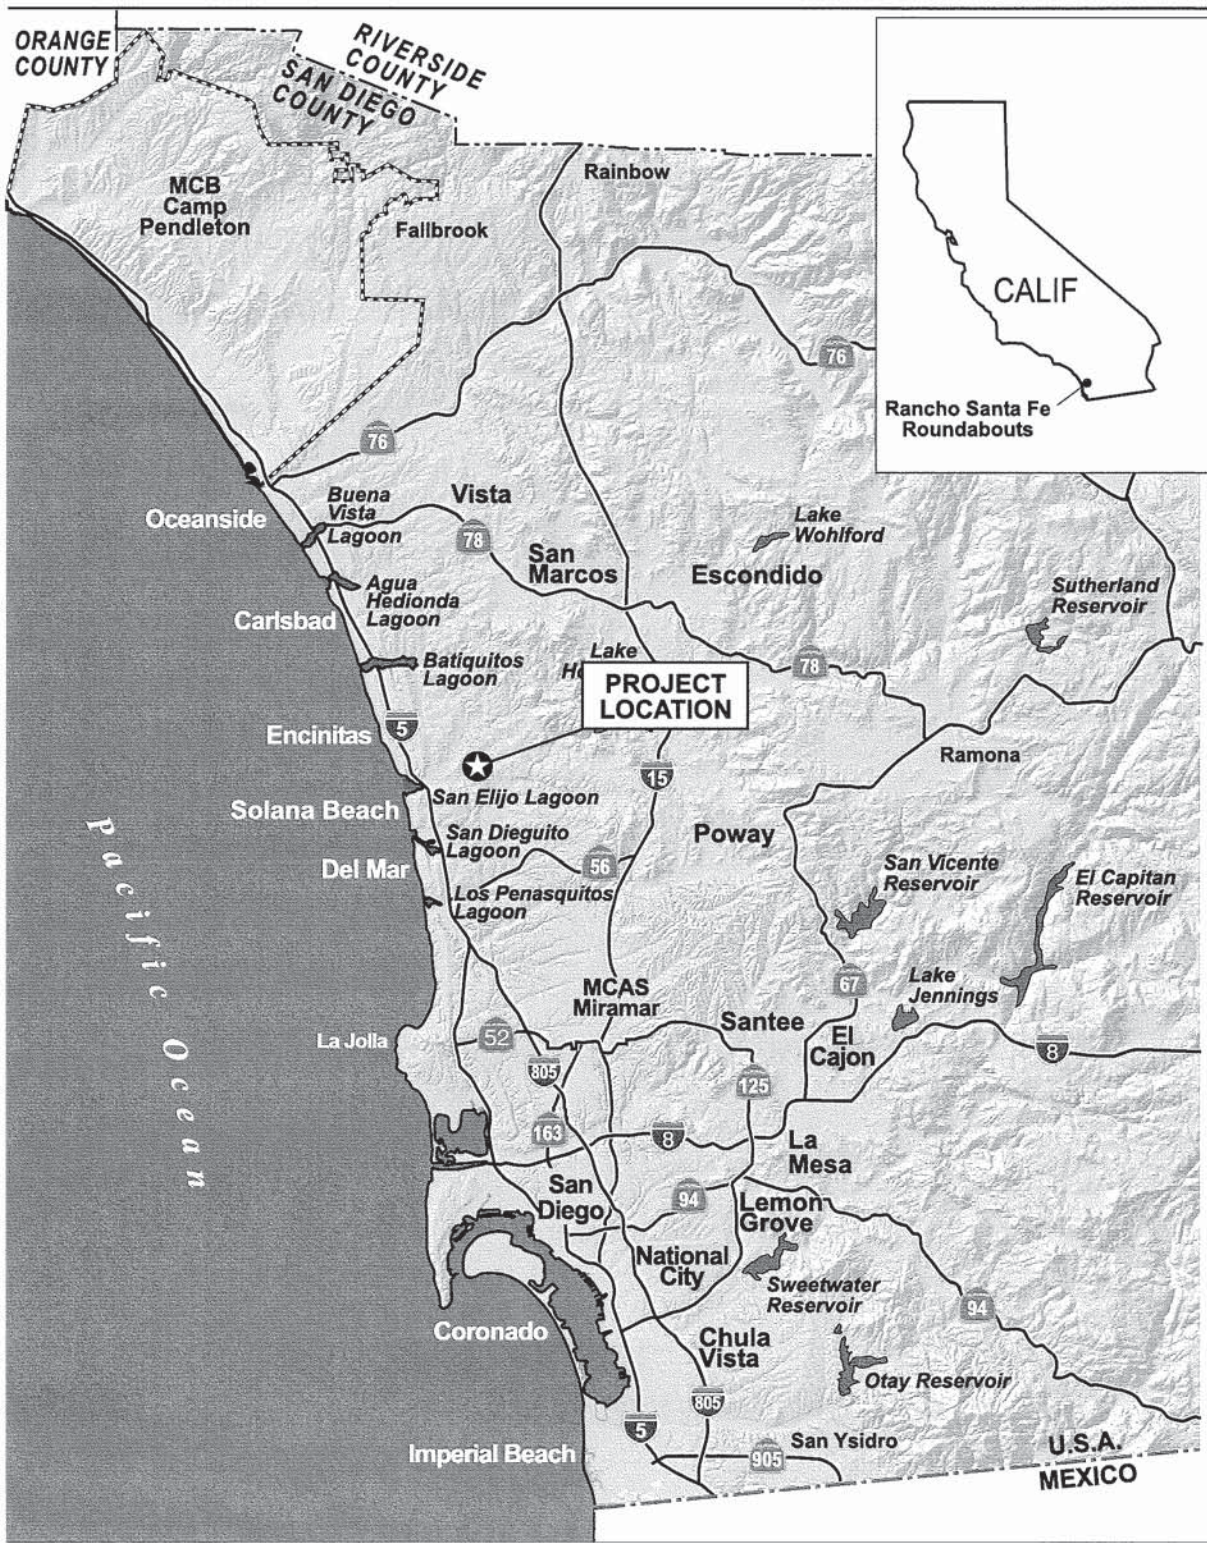 ORANGE
COUNTY
RIVERSIDE
COUNTY
SAN DIEGO
COUNTY
MCB
Camp
Pendleton
Fallbrook
Rainbow
CALIF
Rancho Santa Fe
Roundabouts
76
76
Oceanside
Buena
Vista
Lagoon
Vista
78
San
Marcos
Escondido
Lake
Wohlford
Sutherland
Reservoir
Agua
Hedionda
Lagoon
Carlsbad
Batiquitos
Lagoon
Lake
78
PROJECT
LOCATION
Encinitas
5
15
Ramona
San Elijo Lagoon
Solana Beach
San Dieguito
Lagoon
Poway
56
Del Mar
Los Penasquitos
Lagoon
San Vicente
Reservoir
El Capitan
Reservoir
Pacific Ocean
MCAS
Miramar
67
Lake
Jennings
Santee
El
Cajon
La Jolla
52
805
125
8
163
8
La
Mesa
San
Diego
94
Lemon
Grove
National
City
Sweetwater
Reservoir
94
Coronado
Chula
Vista
Otay Reservoir
805
5
Imperial Beach
San Ysidro
905
U.S.A.
MEXICO